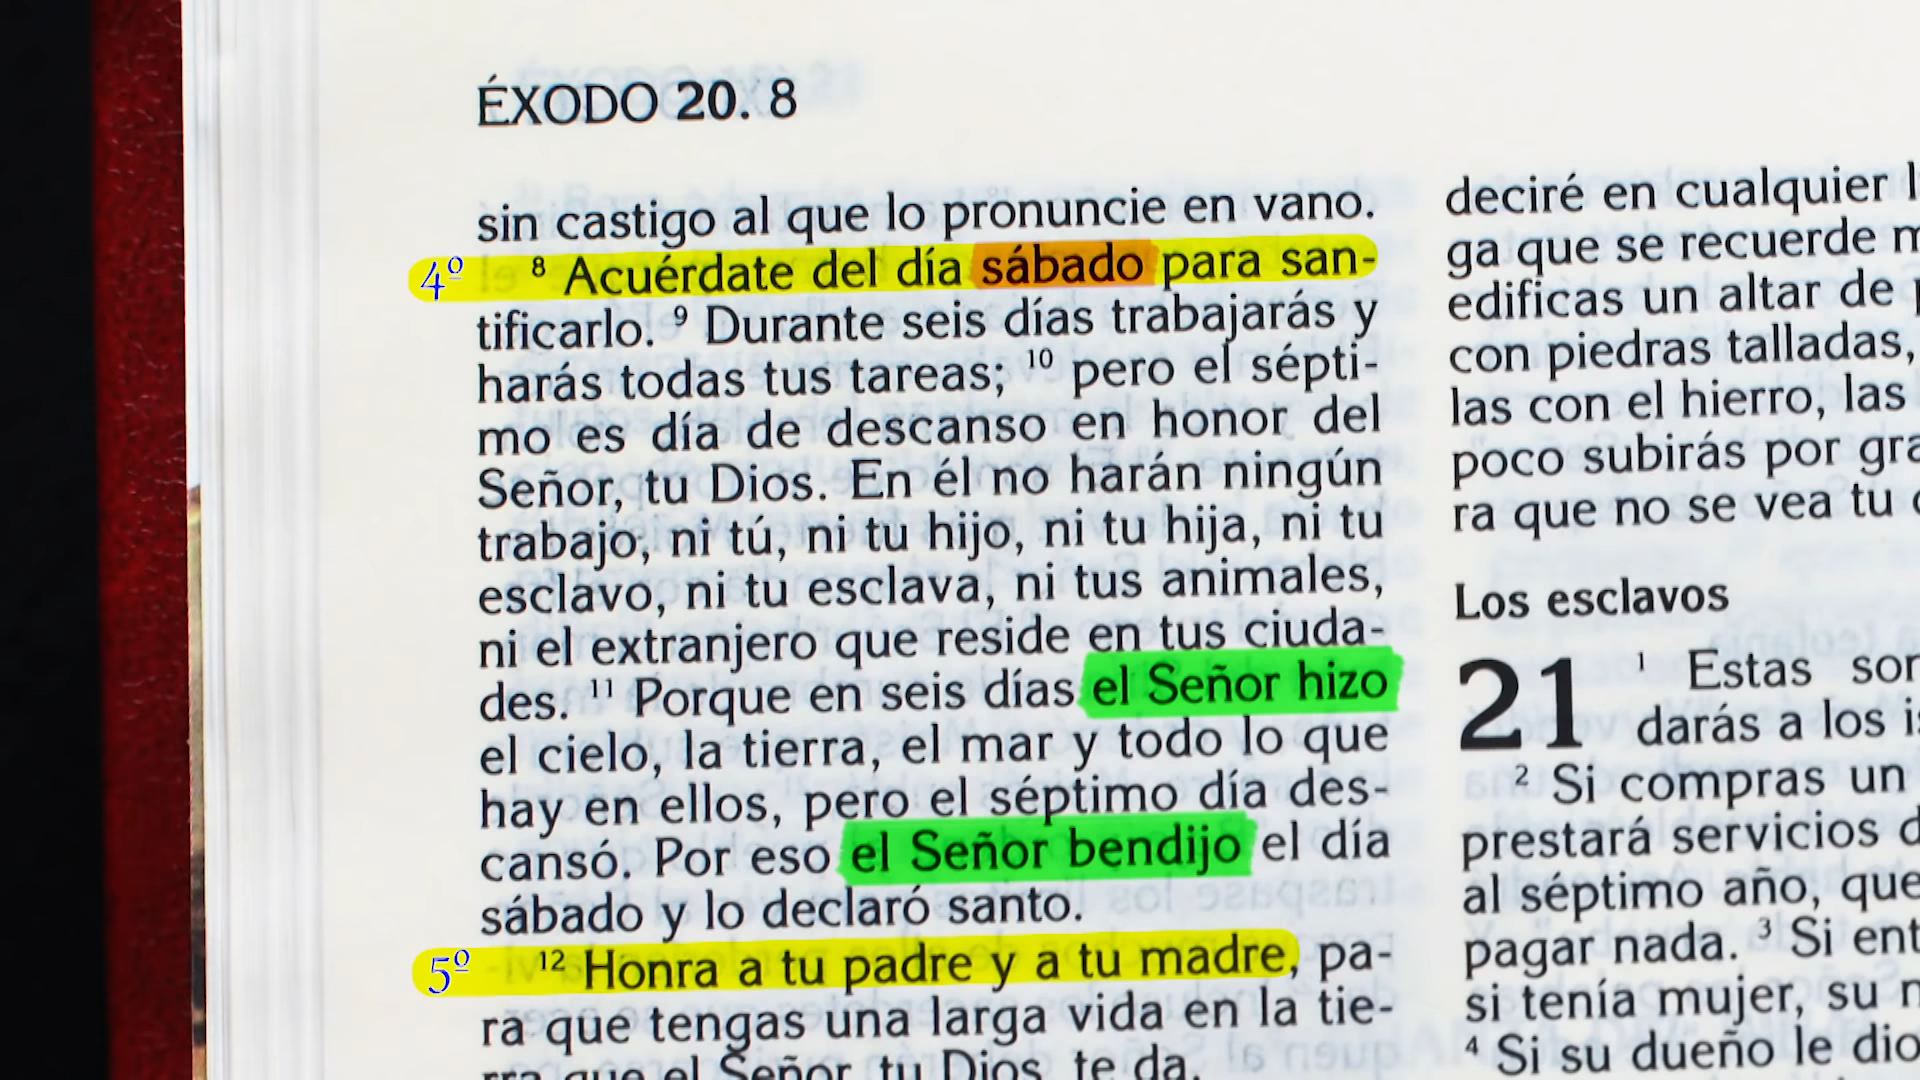 ÉXODO 20. 8
sin castigo al que lo pronuncie en vano.
4º 8 Acuérdate del día sábado para san-
tificarlo. 9 Durante seis días trabajarás y
harás todas tus tareas; 10 pero el sépti-
mo es día de descanso en honor del
Señor, tu Dios. En él no harán ningún
trabajo, ni tú, ni tu hijo, ni tu hija, ni tu
esclavo, ni tu esclava, ni tus animales,
ni el extranjero que reside en tus ciuda-
des. 11 Porque en seis días el Señor hizo
el cielo, la tierra, el mar y todo lo que
hay en ellos, pero el séptimo día des-
cansó. Por eso el Señor bendijo el día
sábado y lo declaró santo.
5º 12 Honra a tu padre y a tu madre, pa-
ra que tengas una larga vida en la tie-
rra que el Señor, tu Dios, te da.
deciré en cualquier
ga que se recuerde
edificas un altar de
con piedras talladas,
las con el hierro, las
poco subirás por
ra que no se vea tu
Los esclavos
21 1 Estas
darás a los
2 Si compras un
prestará servicios
al séptimo año, que
pagar nada. 3 Si
si tenía mujer, su
4 Si su dueño le